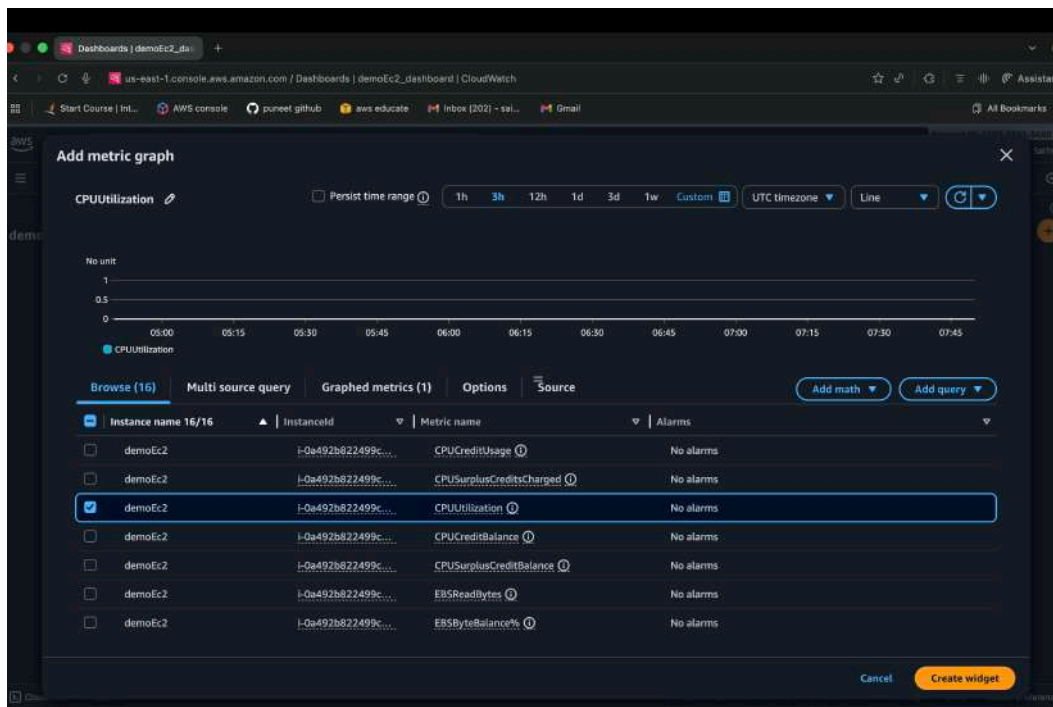 Dashboards | demoEc2_da
us-east-1.console.aws.amazon.com / Dashboards | demoEc2_dashboard | CloudWatch
Assista
Start Course | Int... AWS console puneet github aws educate Inbox (202) - sai... Gmail All Bookmarks
aws
Add metric graph
CPUUtilization Persist time range 1h 3h 12h 1d 3d 1w Custom UTC timezone Line
demo
No unit
1
0.5
0
05:00 05:15 05:30 05:45 06:00 06:15 06:30 06:45 07:00 07:15 07:30 07:45
CPUUtilization
Browse (16) Multi source query Graphed metrics (1) Options Source Add math Add query
Instance name 16/16 InstanceId Metric name Alarms
demoEc2 i-0a492b822499c... CPUCreditUsage No alarms
demoEc2 i-0a492b822499c... CPUSurplusCreditsCharged No alarms
demoEc2 i-0a492b822499c... CPUUtilization No alarms
demoEc2 i-0a492b822499c... CPUCreditBalance No alarms
demoEc2 i-0a492b822499c... CPUSurplusCreditBalance No alarms
demoEc2 i-0a492b822499c... EBSReadBytes No alarms
demoEc2 i-0a492b822499c... EBSByteBalance% No alarms
Cancel Create widget